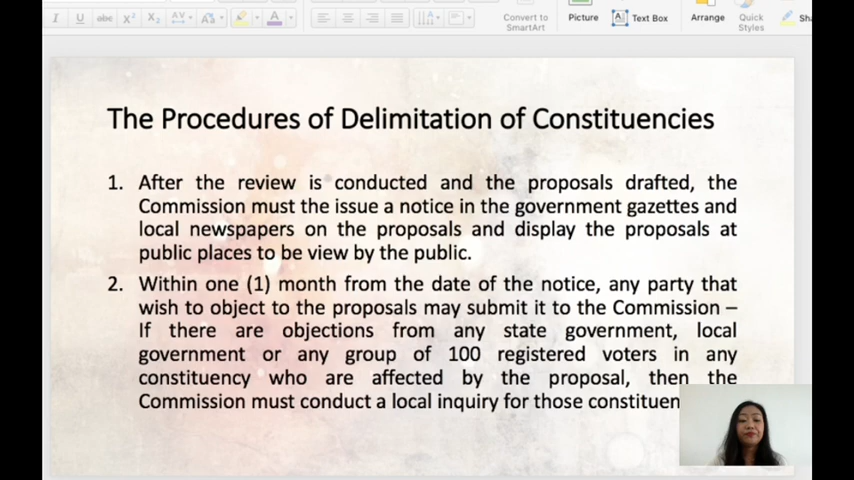 I U abc X² X₂ AV A A
Convert to
SmartArt
Picture
A Text Box
Arrange
Quick
Styles
The Procedures of Delimitation of Constituencies
1. After the review is conducted and the proposals drafted, the
Commission must the issue a notice in the government gazettes and
local newspapers on the proposals and display the proposals at
public places to be view by the public.
2. Within one (1) month from the date of the notice, any party that
wish to object to the proposals may submit it to the Commission –
If there are objections from any state government, local
government or any group of 100 registered voters in any
constituency who are affected by the proposal, then the
Commission must conduct a local inquiry for those